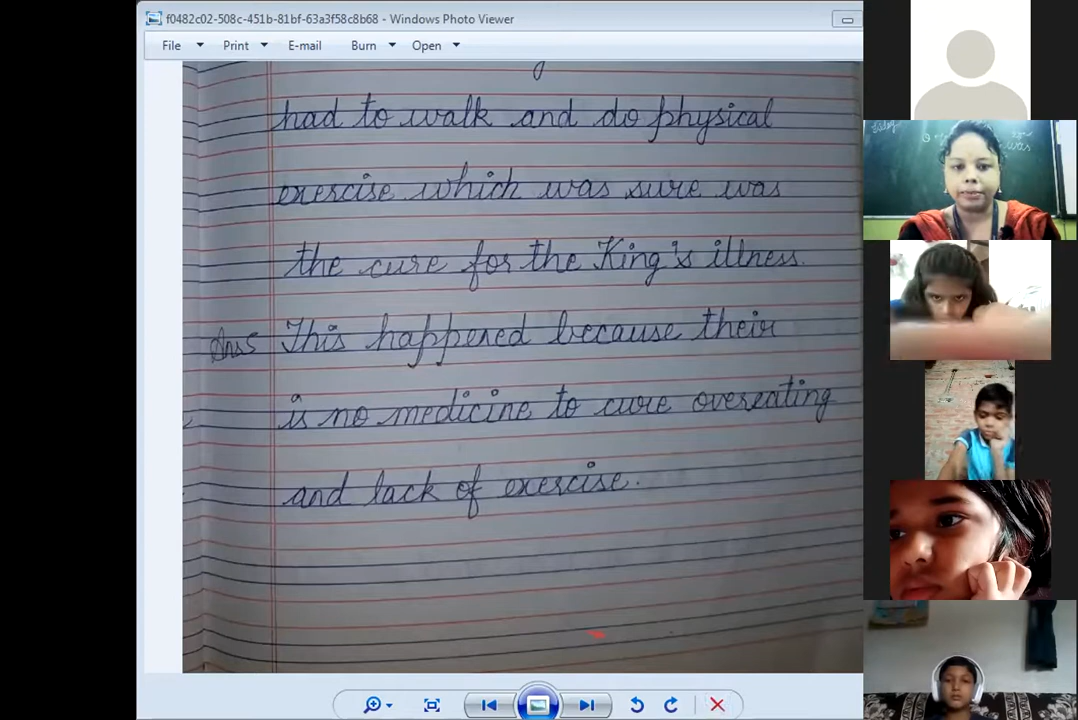 f0482c02-508c-451b-81bf-63a3f58c8b68 - Windows Photo Viewer
File Print E-mail Burn Open
had to walk and do physical
exercise which was sure was
the cure for the King's illness.
Ans5 This happened because their
is no medicine to cure overeating
and lack of exercise.
was